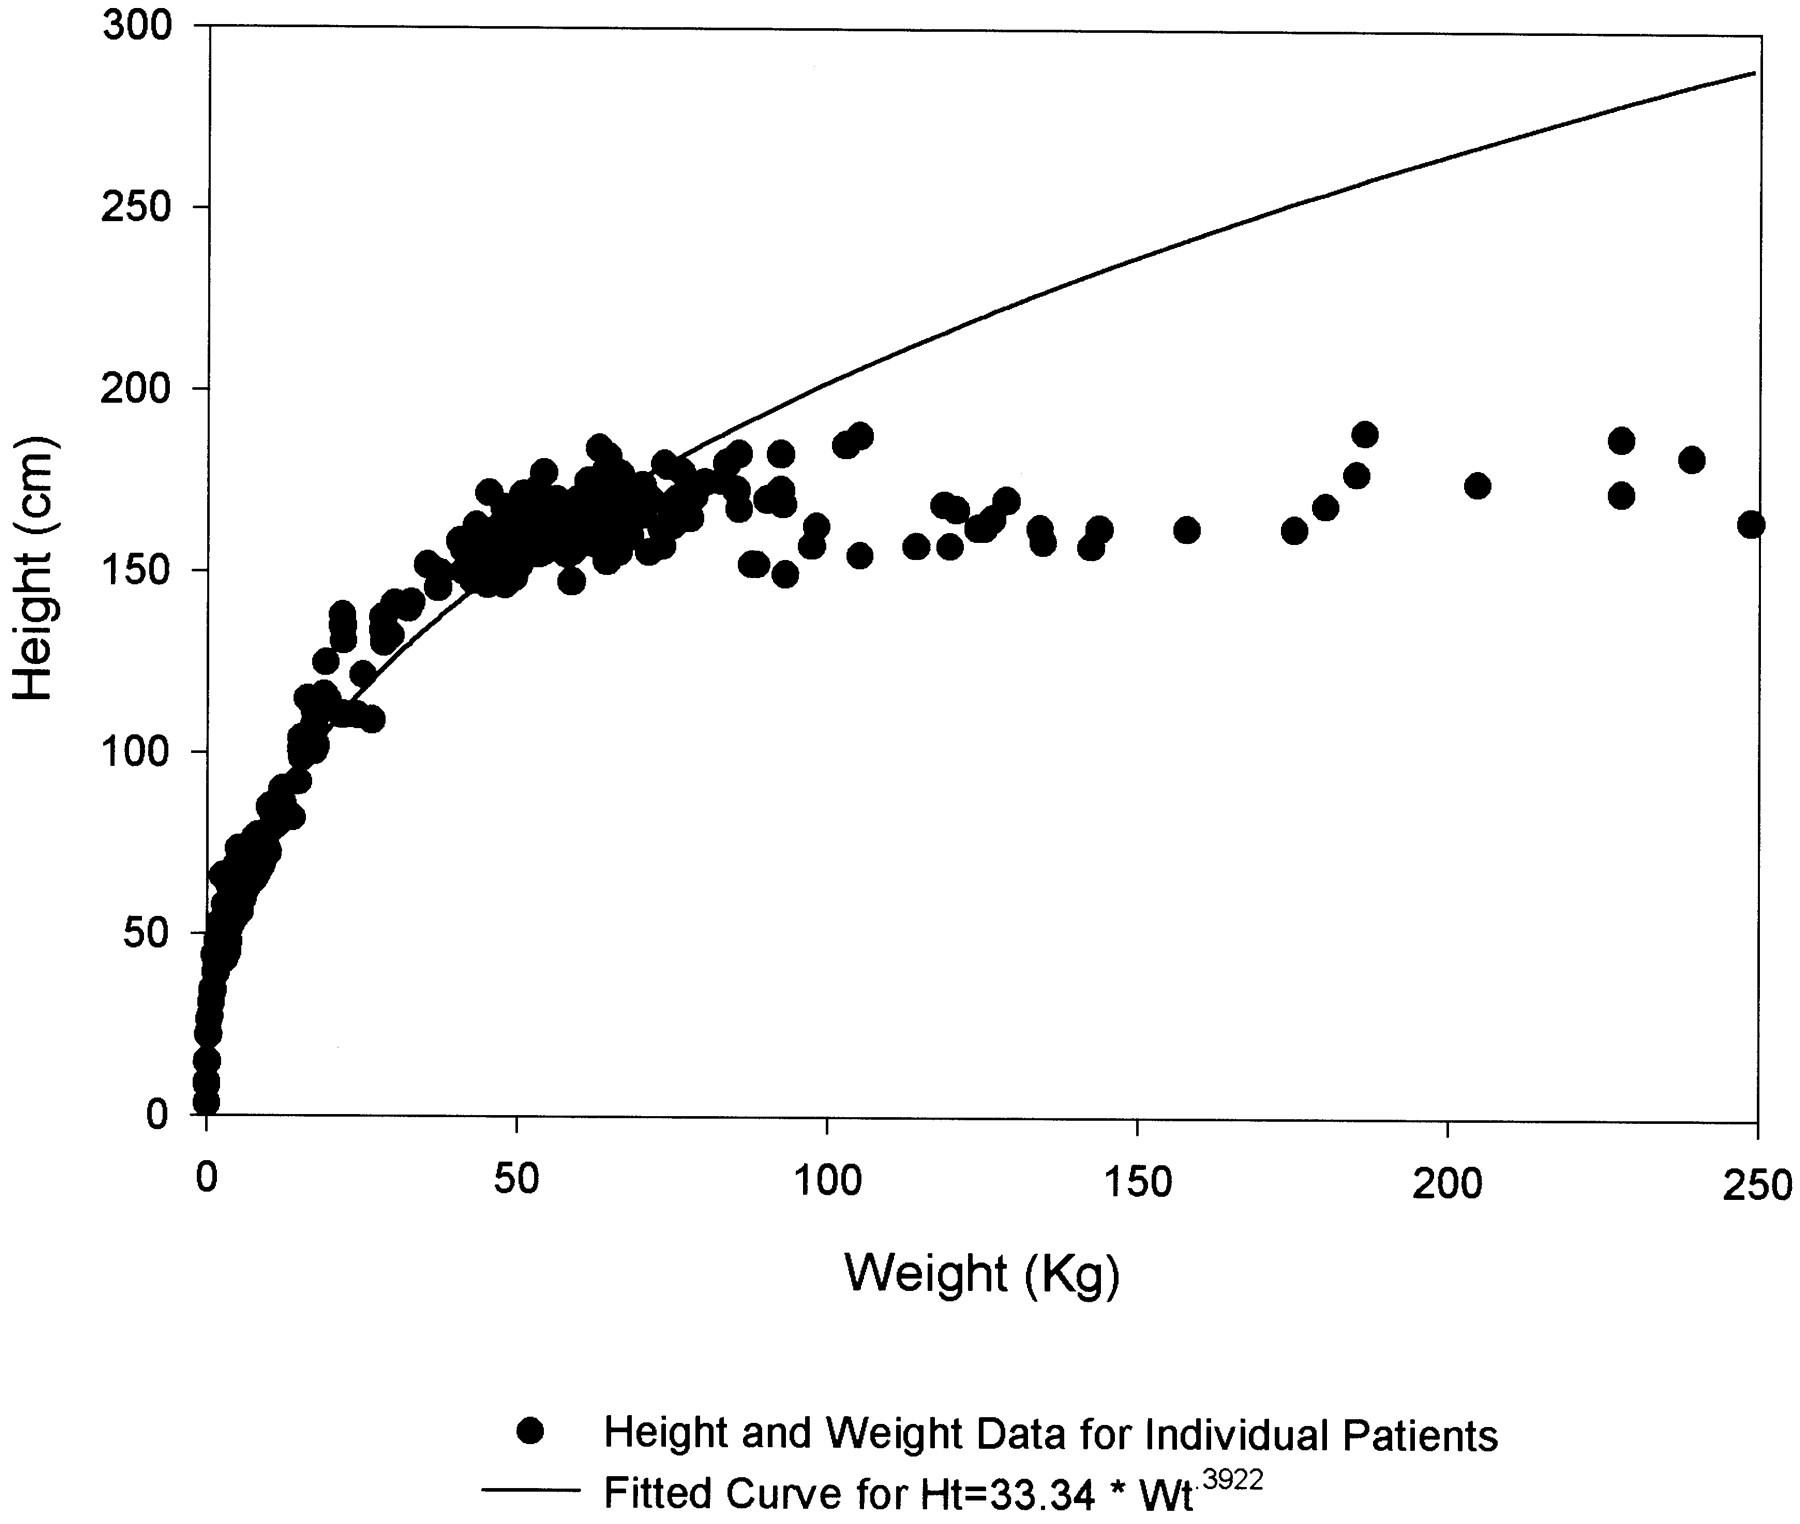 300
250
200
150
100
50
0
Height (cm)
0 50 100 150 200 250
Weight (Kg)
Height and Weight Data for Individual Patients
Fitted Curve for Ht=33.34 * Wt.3922